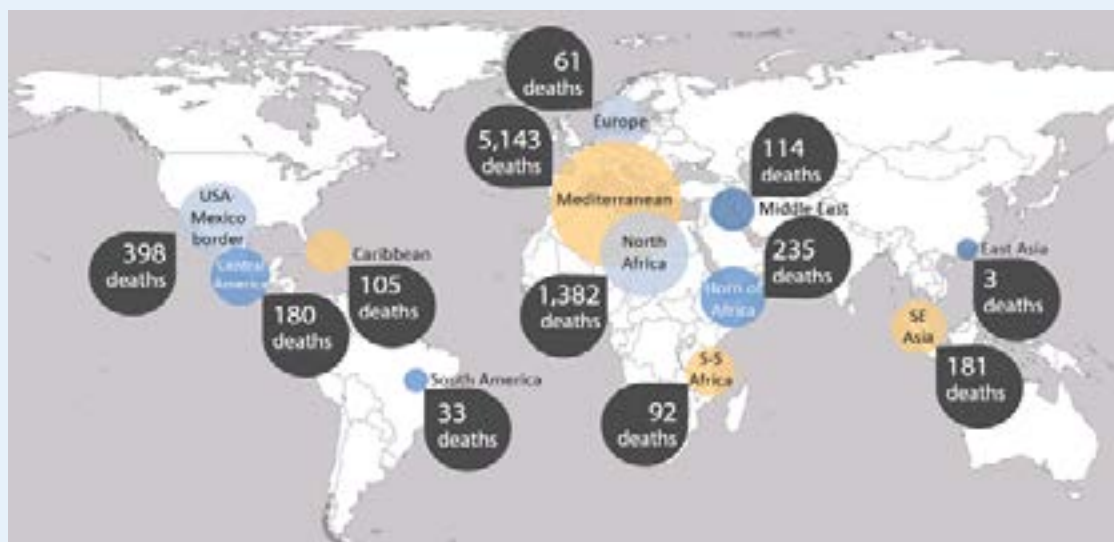 61
deaths
Europe
5,143
deaths
114
deaths
USA-
Mexico
border
Mediterranean
Middle East
398
deaths
Central
America
Caribbean
North
Africa
235
deaths
East Asia
105
deaths
1,382
deaths
Horn of
Africa
3
deaths
180
deaths
SE
Asia
S-S
Africa
181
deaths
South America
33
deaths
92
deaths